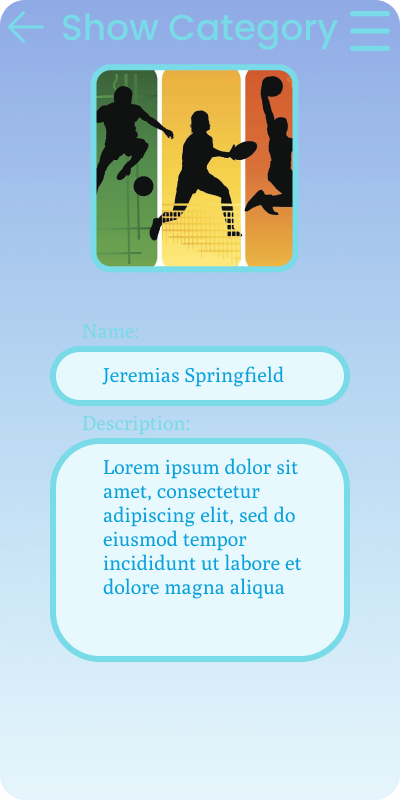 Show Category
Name:
Jeremias Springfield
Description:
Lorem ipsum dolor sit
amet, consectetur
adipiscing elit, sed do
eiusmod tempor
incididunt ut labore et
dolore magna aliqua